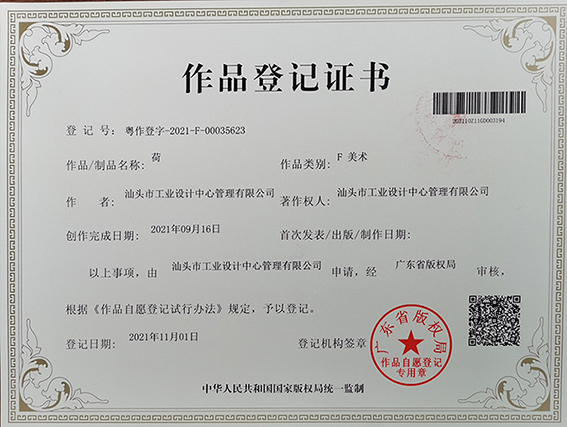 作品登记证书
登 记 号: 粤作登字-2021-F-00035623
作品/制品名称: 荷 作品类别: F 美术
作 者: 汕头市工业设计中心管理有限公司 著作权人: 汕头市工业设计中心管理有限公司
创作完成日期: 2021年09月16日 首次发表/出版/制作日期:
以上事项, 由 汕头市工业设计中心管理有限公司 申请, 经 广东省版权局 审核,
根据《作品自愿登记试行办法》规定, 予以登记。
登记日期: 2021年11月01日 登记机构签章
广东省版权局
作品自愿登记
专用章
中华人民共和国国家版权局统一监制